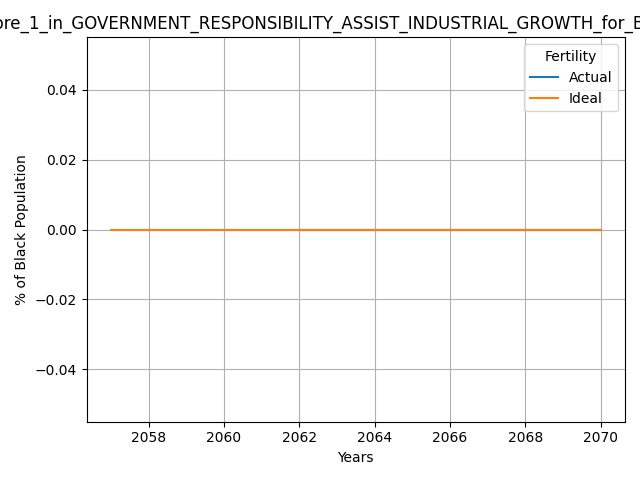 ore_1_in_GOVERNMENT_RESPONSIBILITY_ASSIST_INDUSTRIAL_GROWTH_for_B
Fertility
Actual
Ideal
0.04
0.02
0.00
−0.02
−0.04
% of Black Population
2058 2060 2062 2064 2066 2068 2070
Years